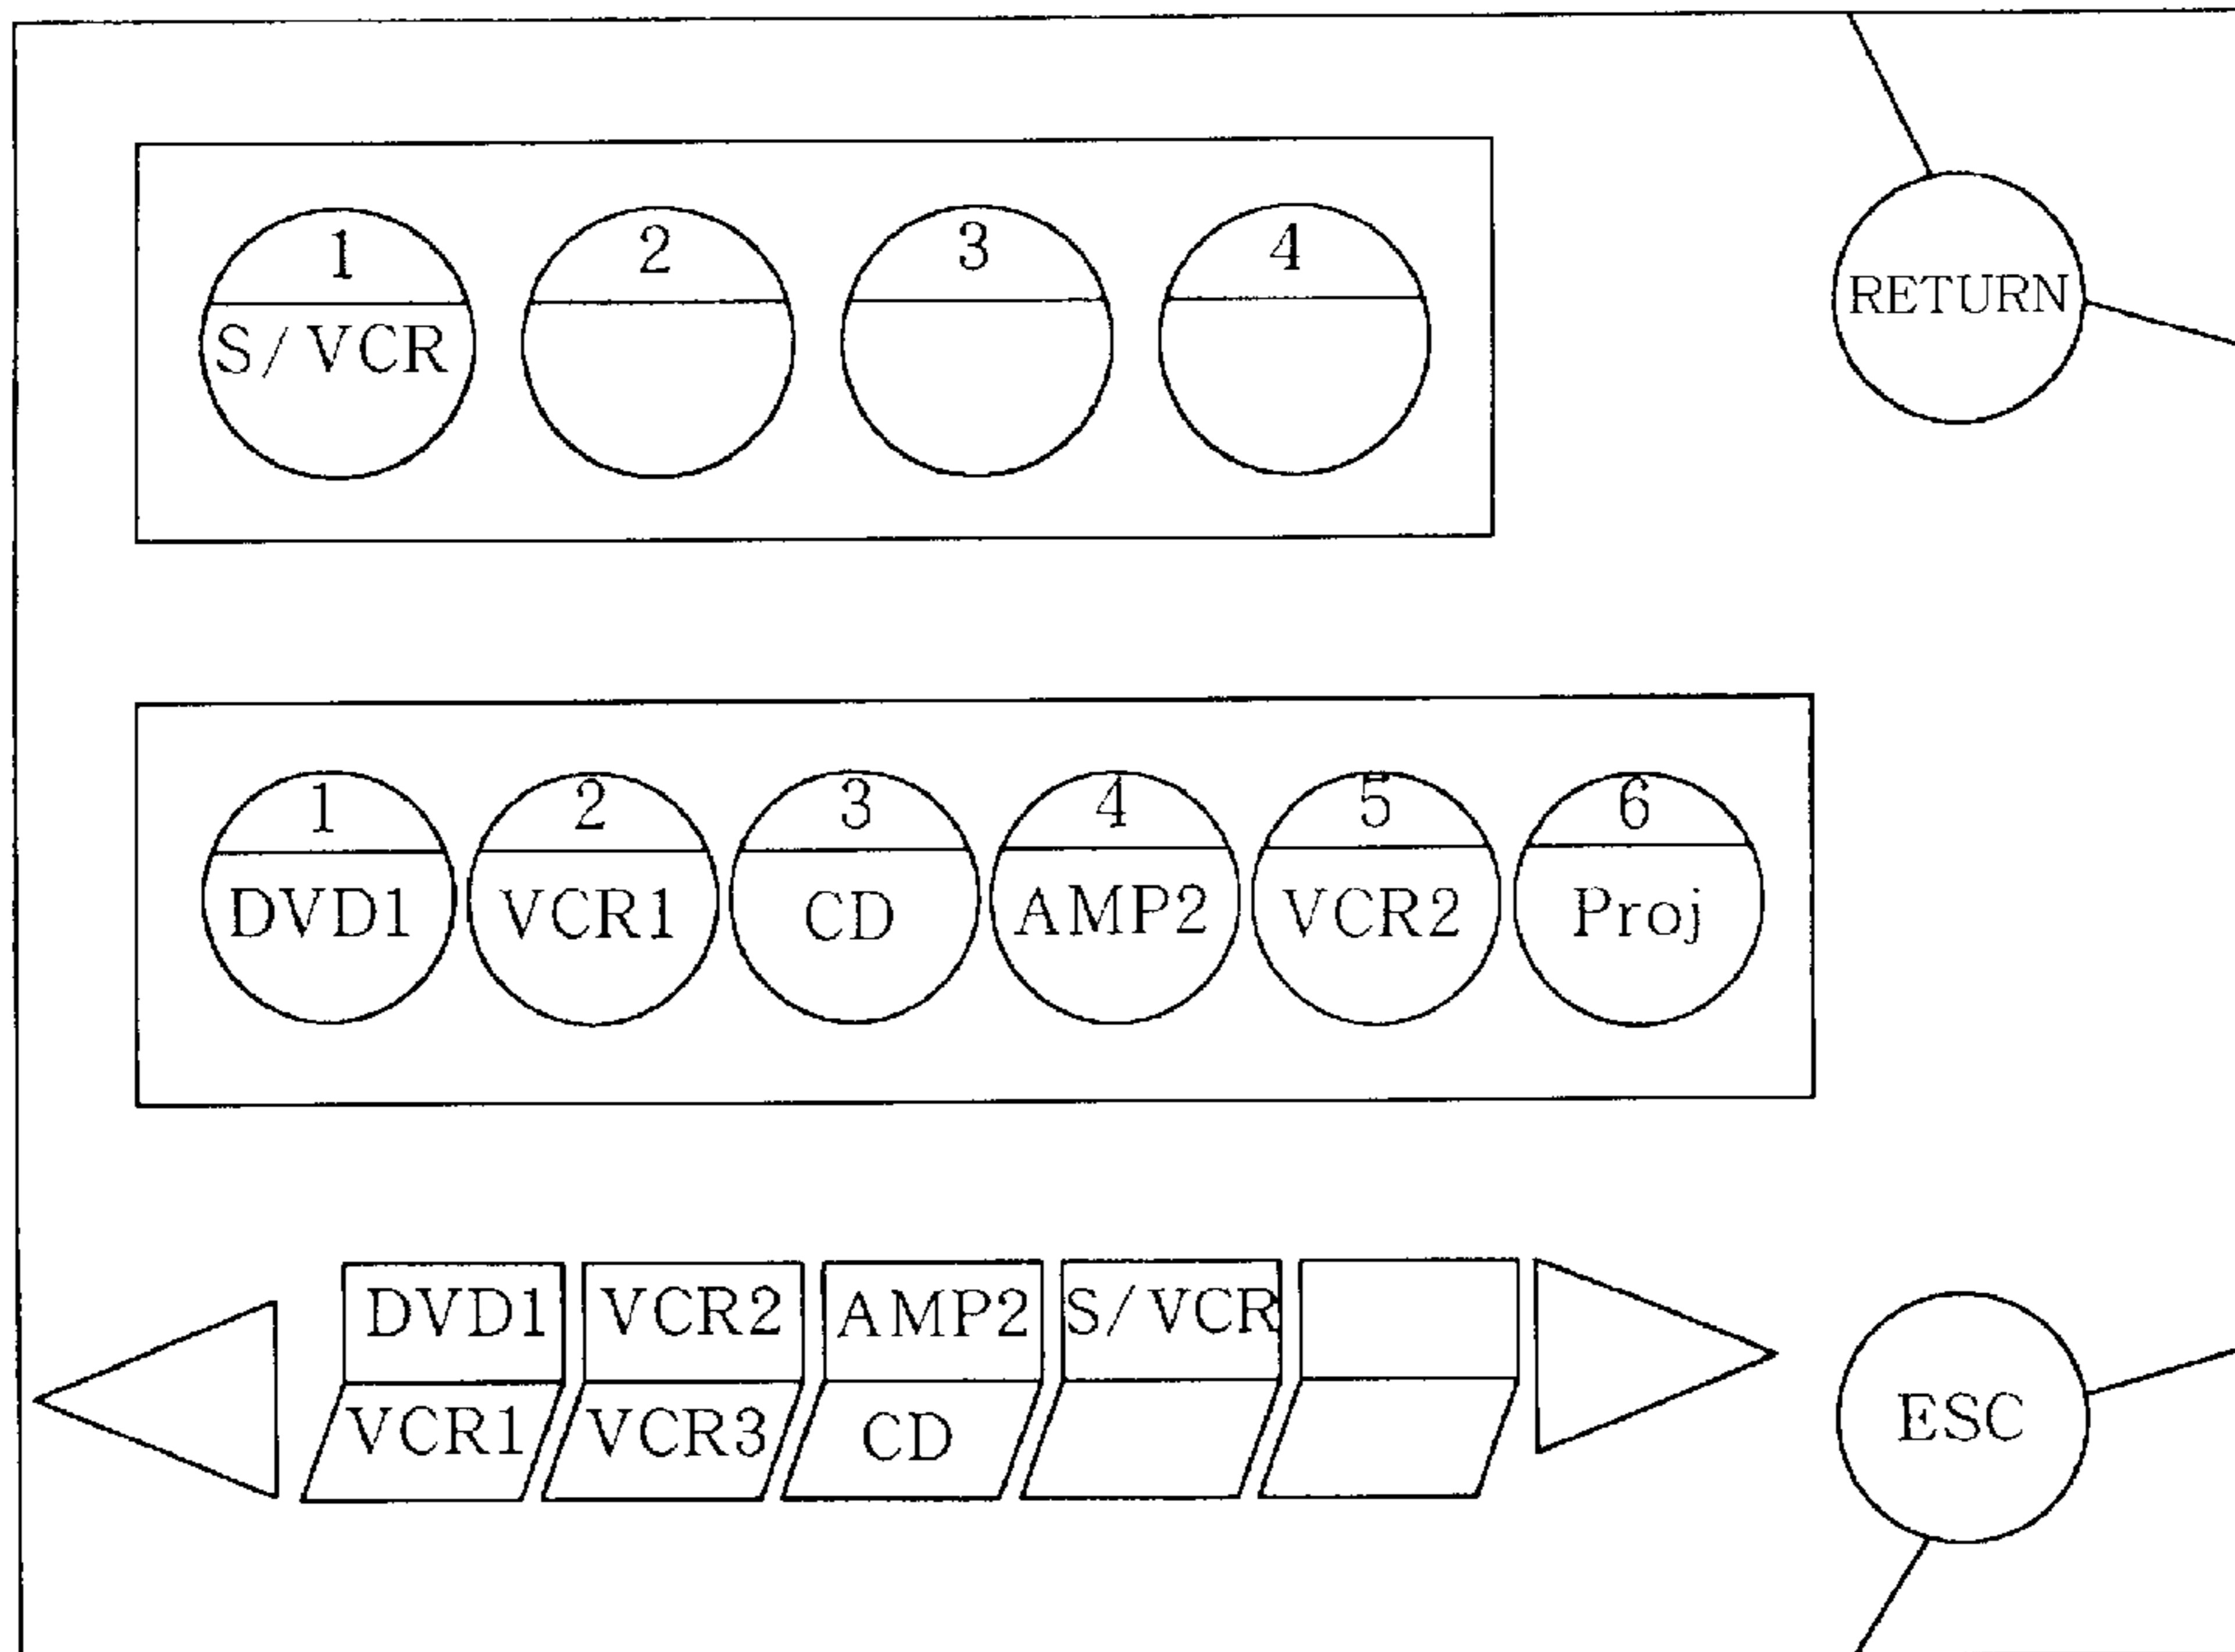 1 2 3 4
S/VCR
RETURN
1 2 3 4 5 6
DVD1 VCR1 CD AMP2 VCR2 Proj
DVD1 VCR2 AMP2 S/VCR
VCR1 VCR3 CD
ESC